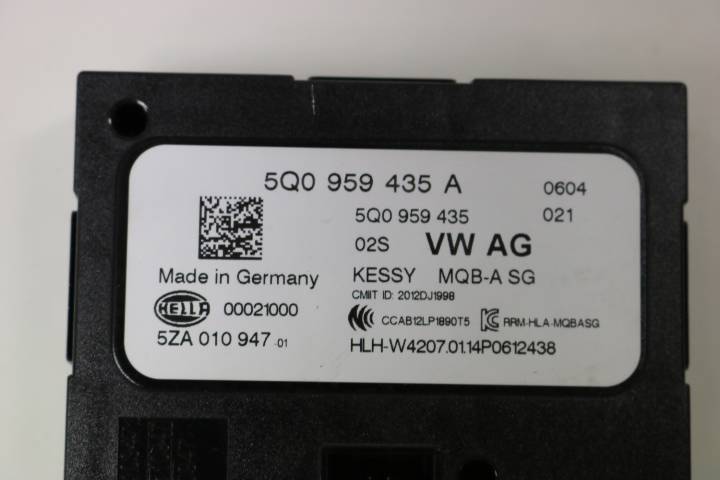 5Q0 959 435 A 0604
5Q0 959 435 021
02S VW AG
Made in Germany KESSY MQB-A SG
CMIIT ID: 2012DJ1998
HELLA 00021000 CCAB12LP1890T5 RRM-HLA-MQBASG
5ZA 010 947 -01 HLH-W4207.01.14P0612438